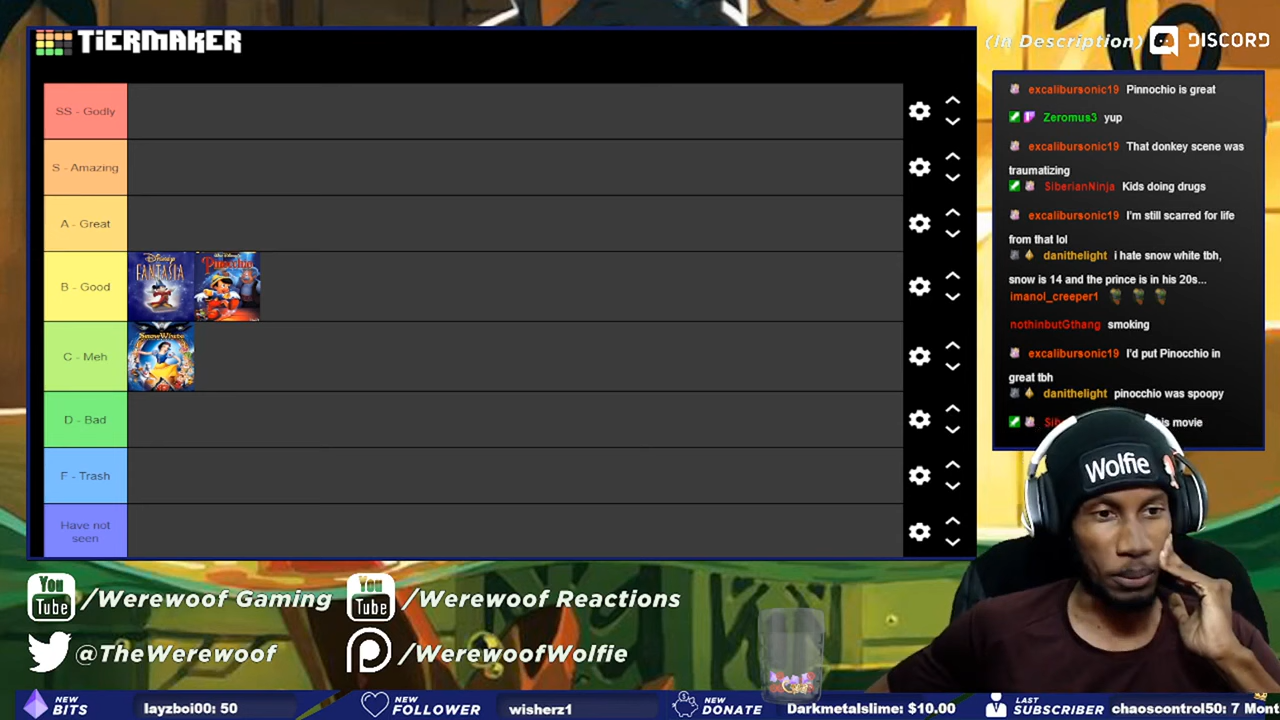 TiERMAKER
(In Description) DISCORD
SS - Godly
S - Amazing
A - Great
B - Good
Disney
FANTASIA
Pinocchio
C - Meh
Snow White
D - Bad
F - Trash
Have not
seen
excalibursonic19 Pinnochio is great
Zeromus3 yup
excalibursonic19 That donkey scene was
traumatizing
SiberianNinja Kids doing drugs
excalibursonic19 I'm still scarred for life
from that lol
danithelight i hate snow white tbh,
snow is 14 and the prince is in his 20s...
imanol_creeper1
nothinbutGthang smoking
excalibursonic19 I'd put Pinocchio in
great tbh
danithelight pinocchio was spoopy
movie
Wolfie
You Tube /Werewoof Gaming
You Tube /Werewoof Reactions
@TheWerewoof
/WerewoofWolfie
NEW BITS
layzboi00: 50
NEW FOLLOWER
wisherz1
NEW DONATE
Darkmetalslime: $10.00
LAST SUBSCRIBER
chaoscontrol50: 7 Mont